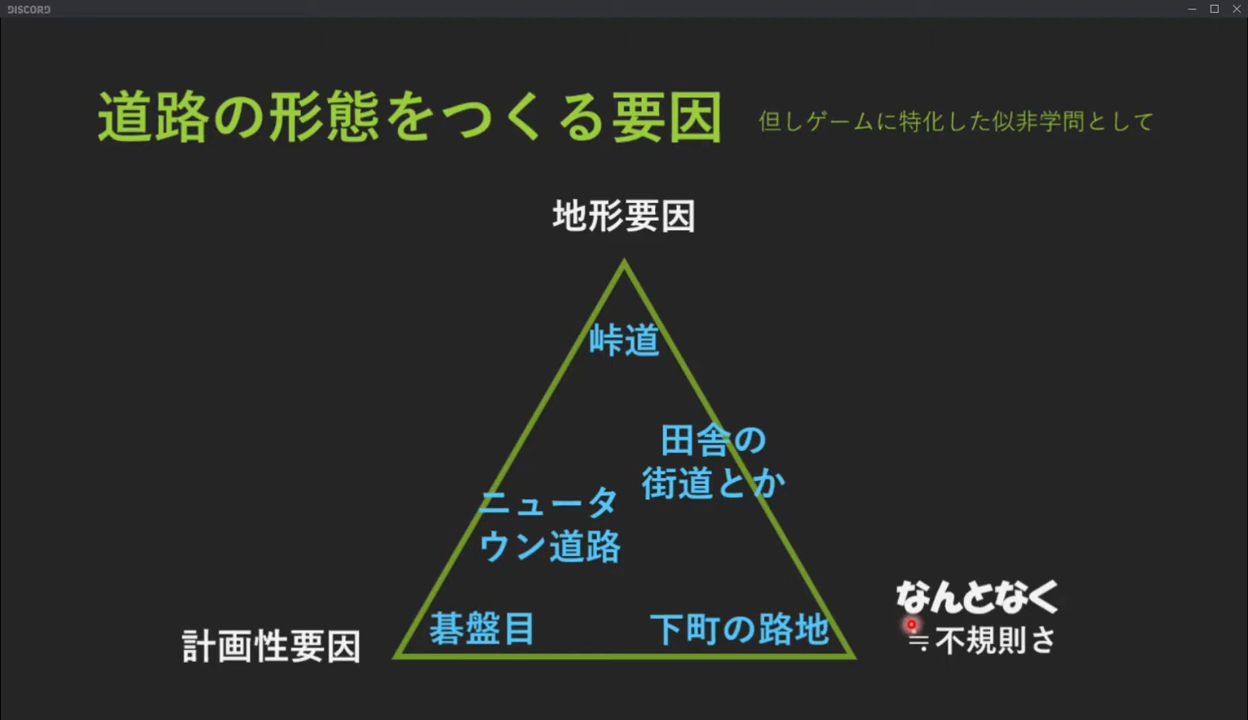 DISCORD
道路の形態をつくる要因
但しゲームに特化した似非学問として
地形要因
峠道
田舎の
街道とか
ニュータ
ウン道路
碁盤目
下町の路地
計画性要因
なんとなく
≒不規則さ